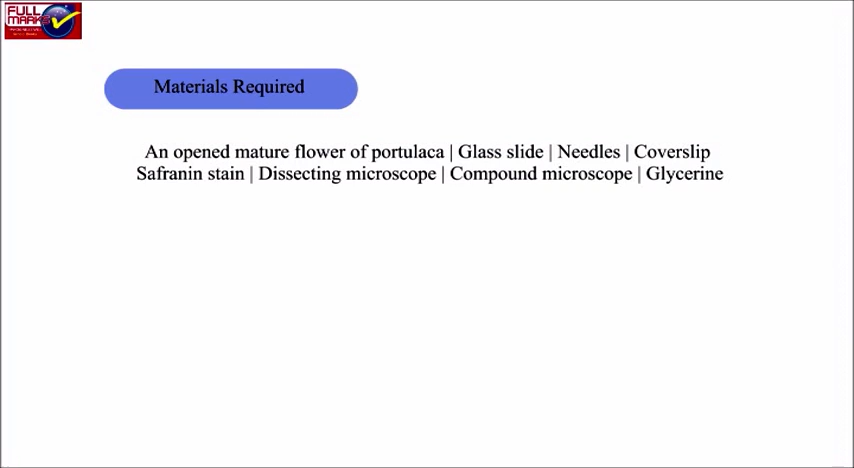 FULL
MARKS
Materials Required
An opened mature flower of portulaca | Glass slide | Needles | Coverslip
Safranin stain | Dissecting microscope | Compound microscope | Glycerine